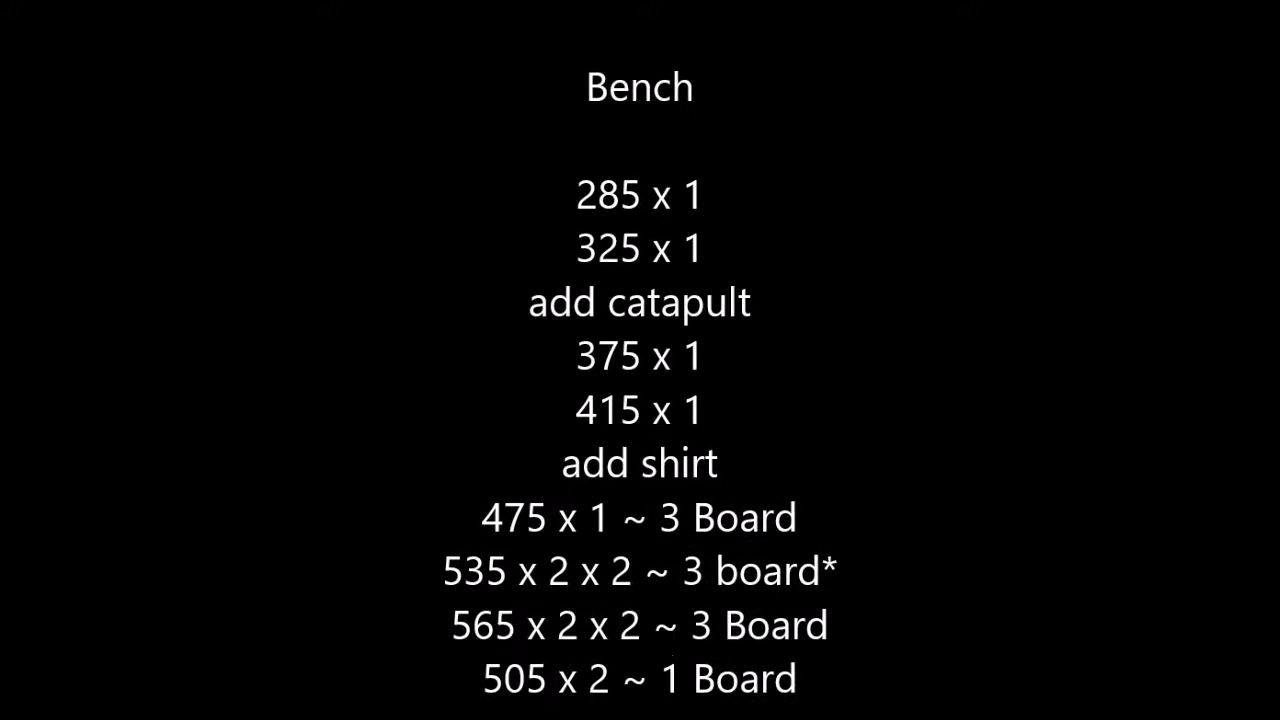 Bench
285 x 1
325 x 1
add catapult
375 x 1
415 x 1
add shirt
475 x 1 ~ 3 Board
535 x 2 x 2 ~ 3 board*
565 x 2 x 2 ~ 3 Board
505 x 2 ~ 1 Board